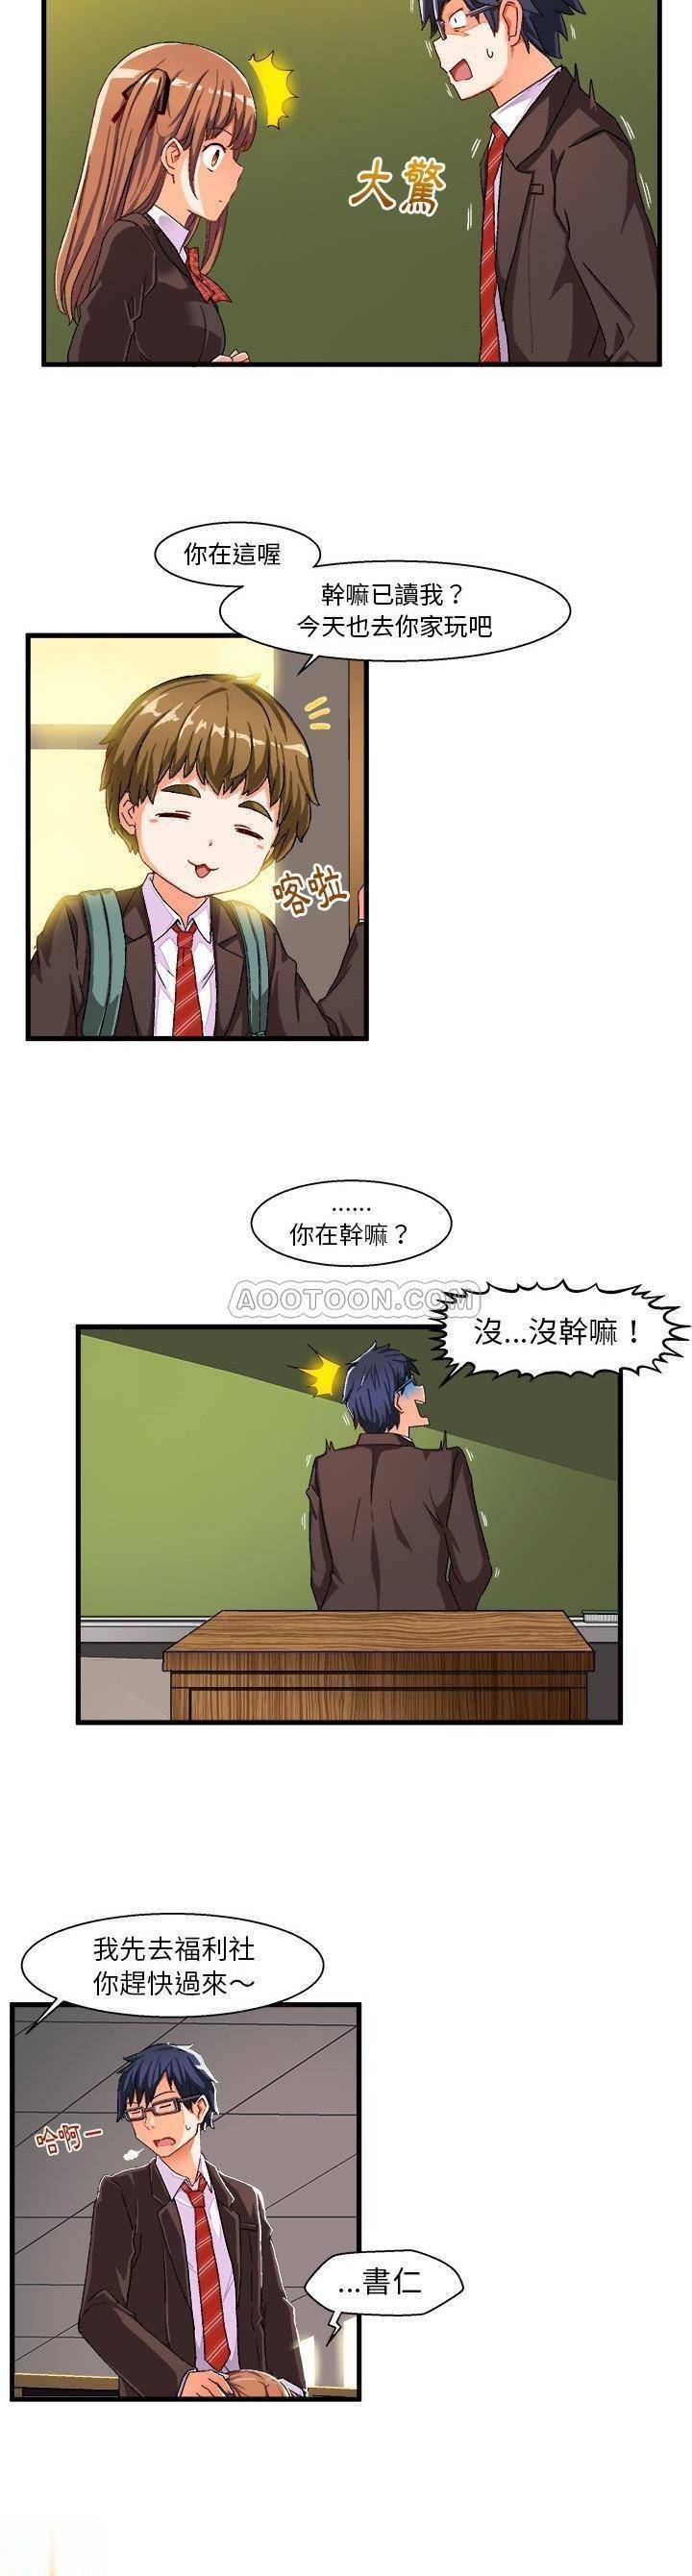 大驚
你在這喔
幹嘛已讀我？
今天也去你家玩吧
喀啦
......
你在幹嘛？
AOOTOON.COM
沒...沒幹嘛！
我先去福利社
你趕快過來～
哈啊一
...書仁